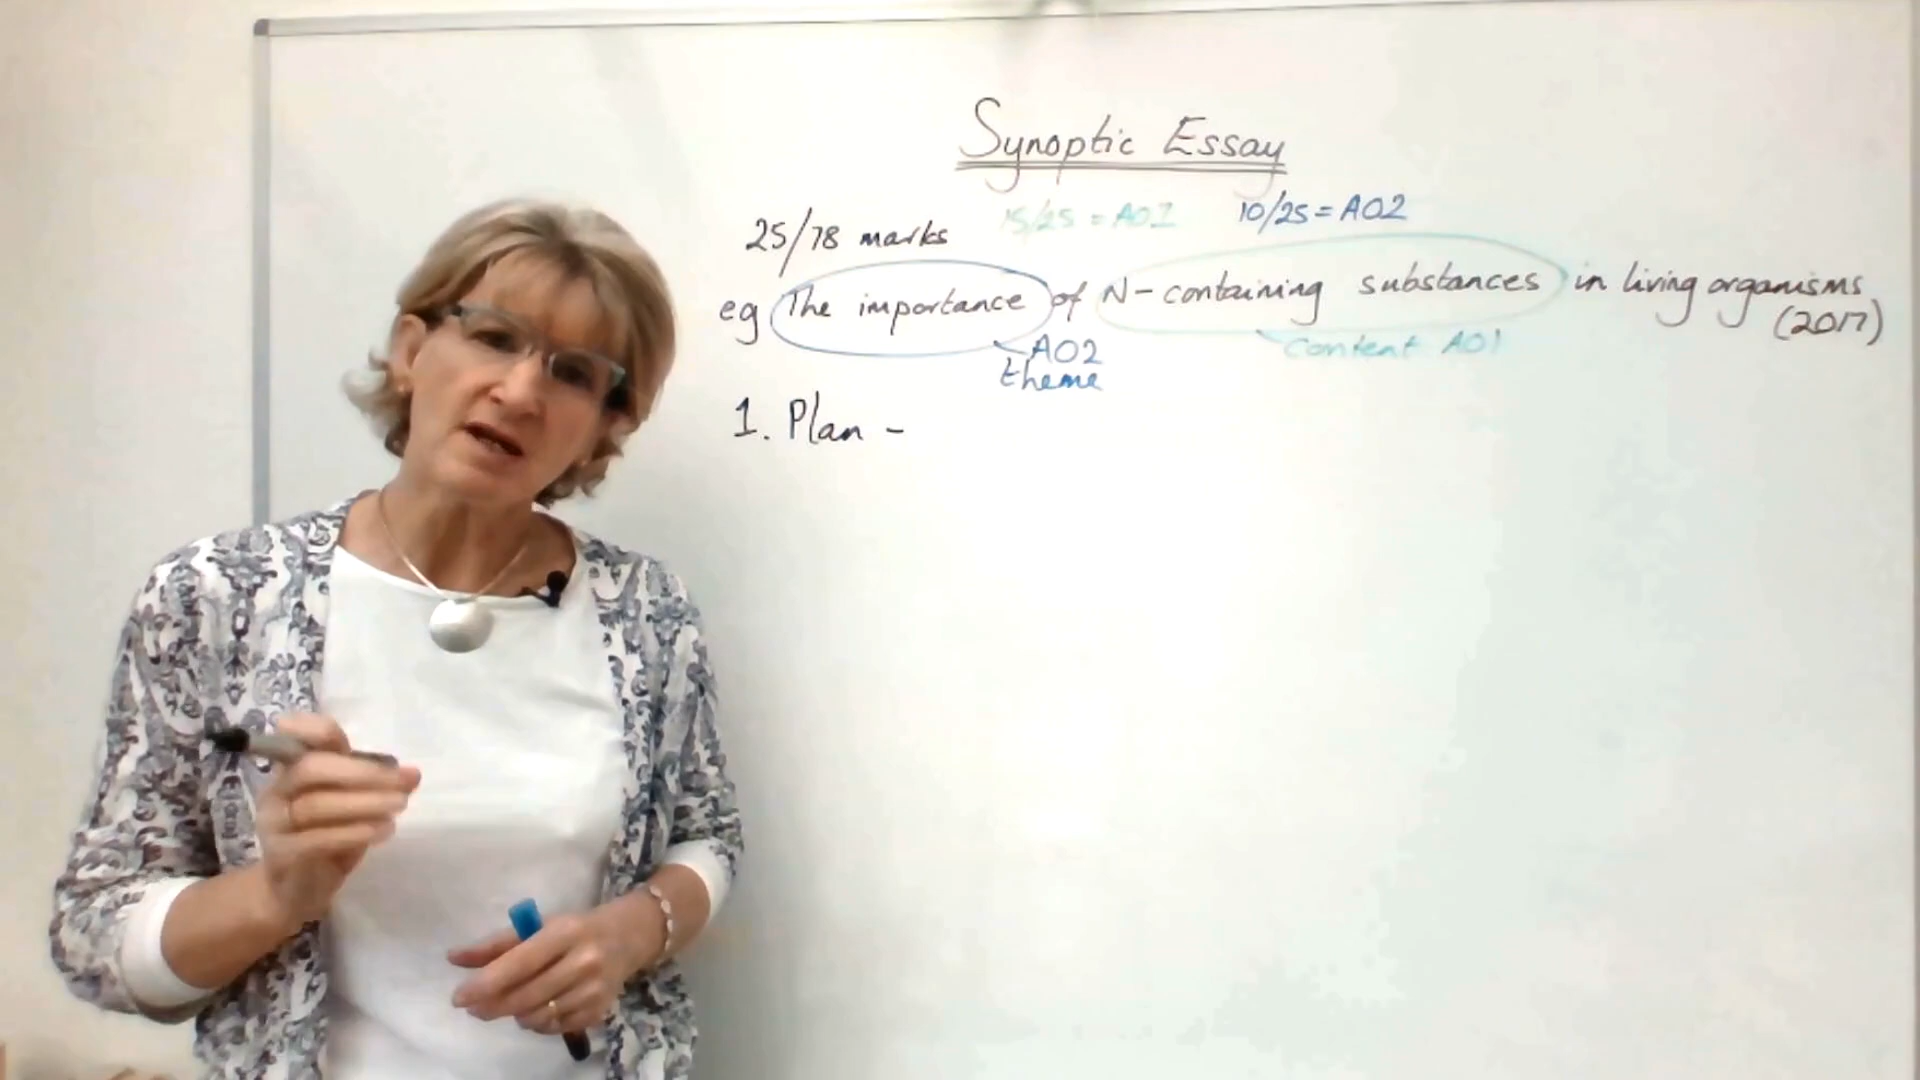 Synoptic Essay
25/78 marks 15/25 = AO1 10/25 = AO2
eg The importance of N-containing substances in living organisms
(2017)
AO2 content AO1
theme
1. Plan -